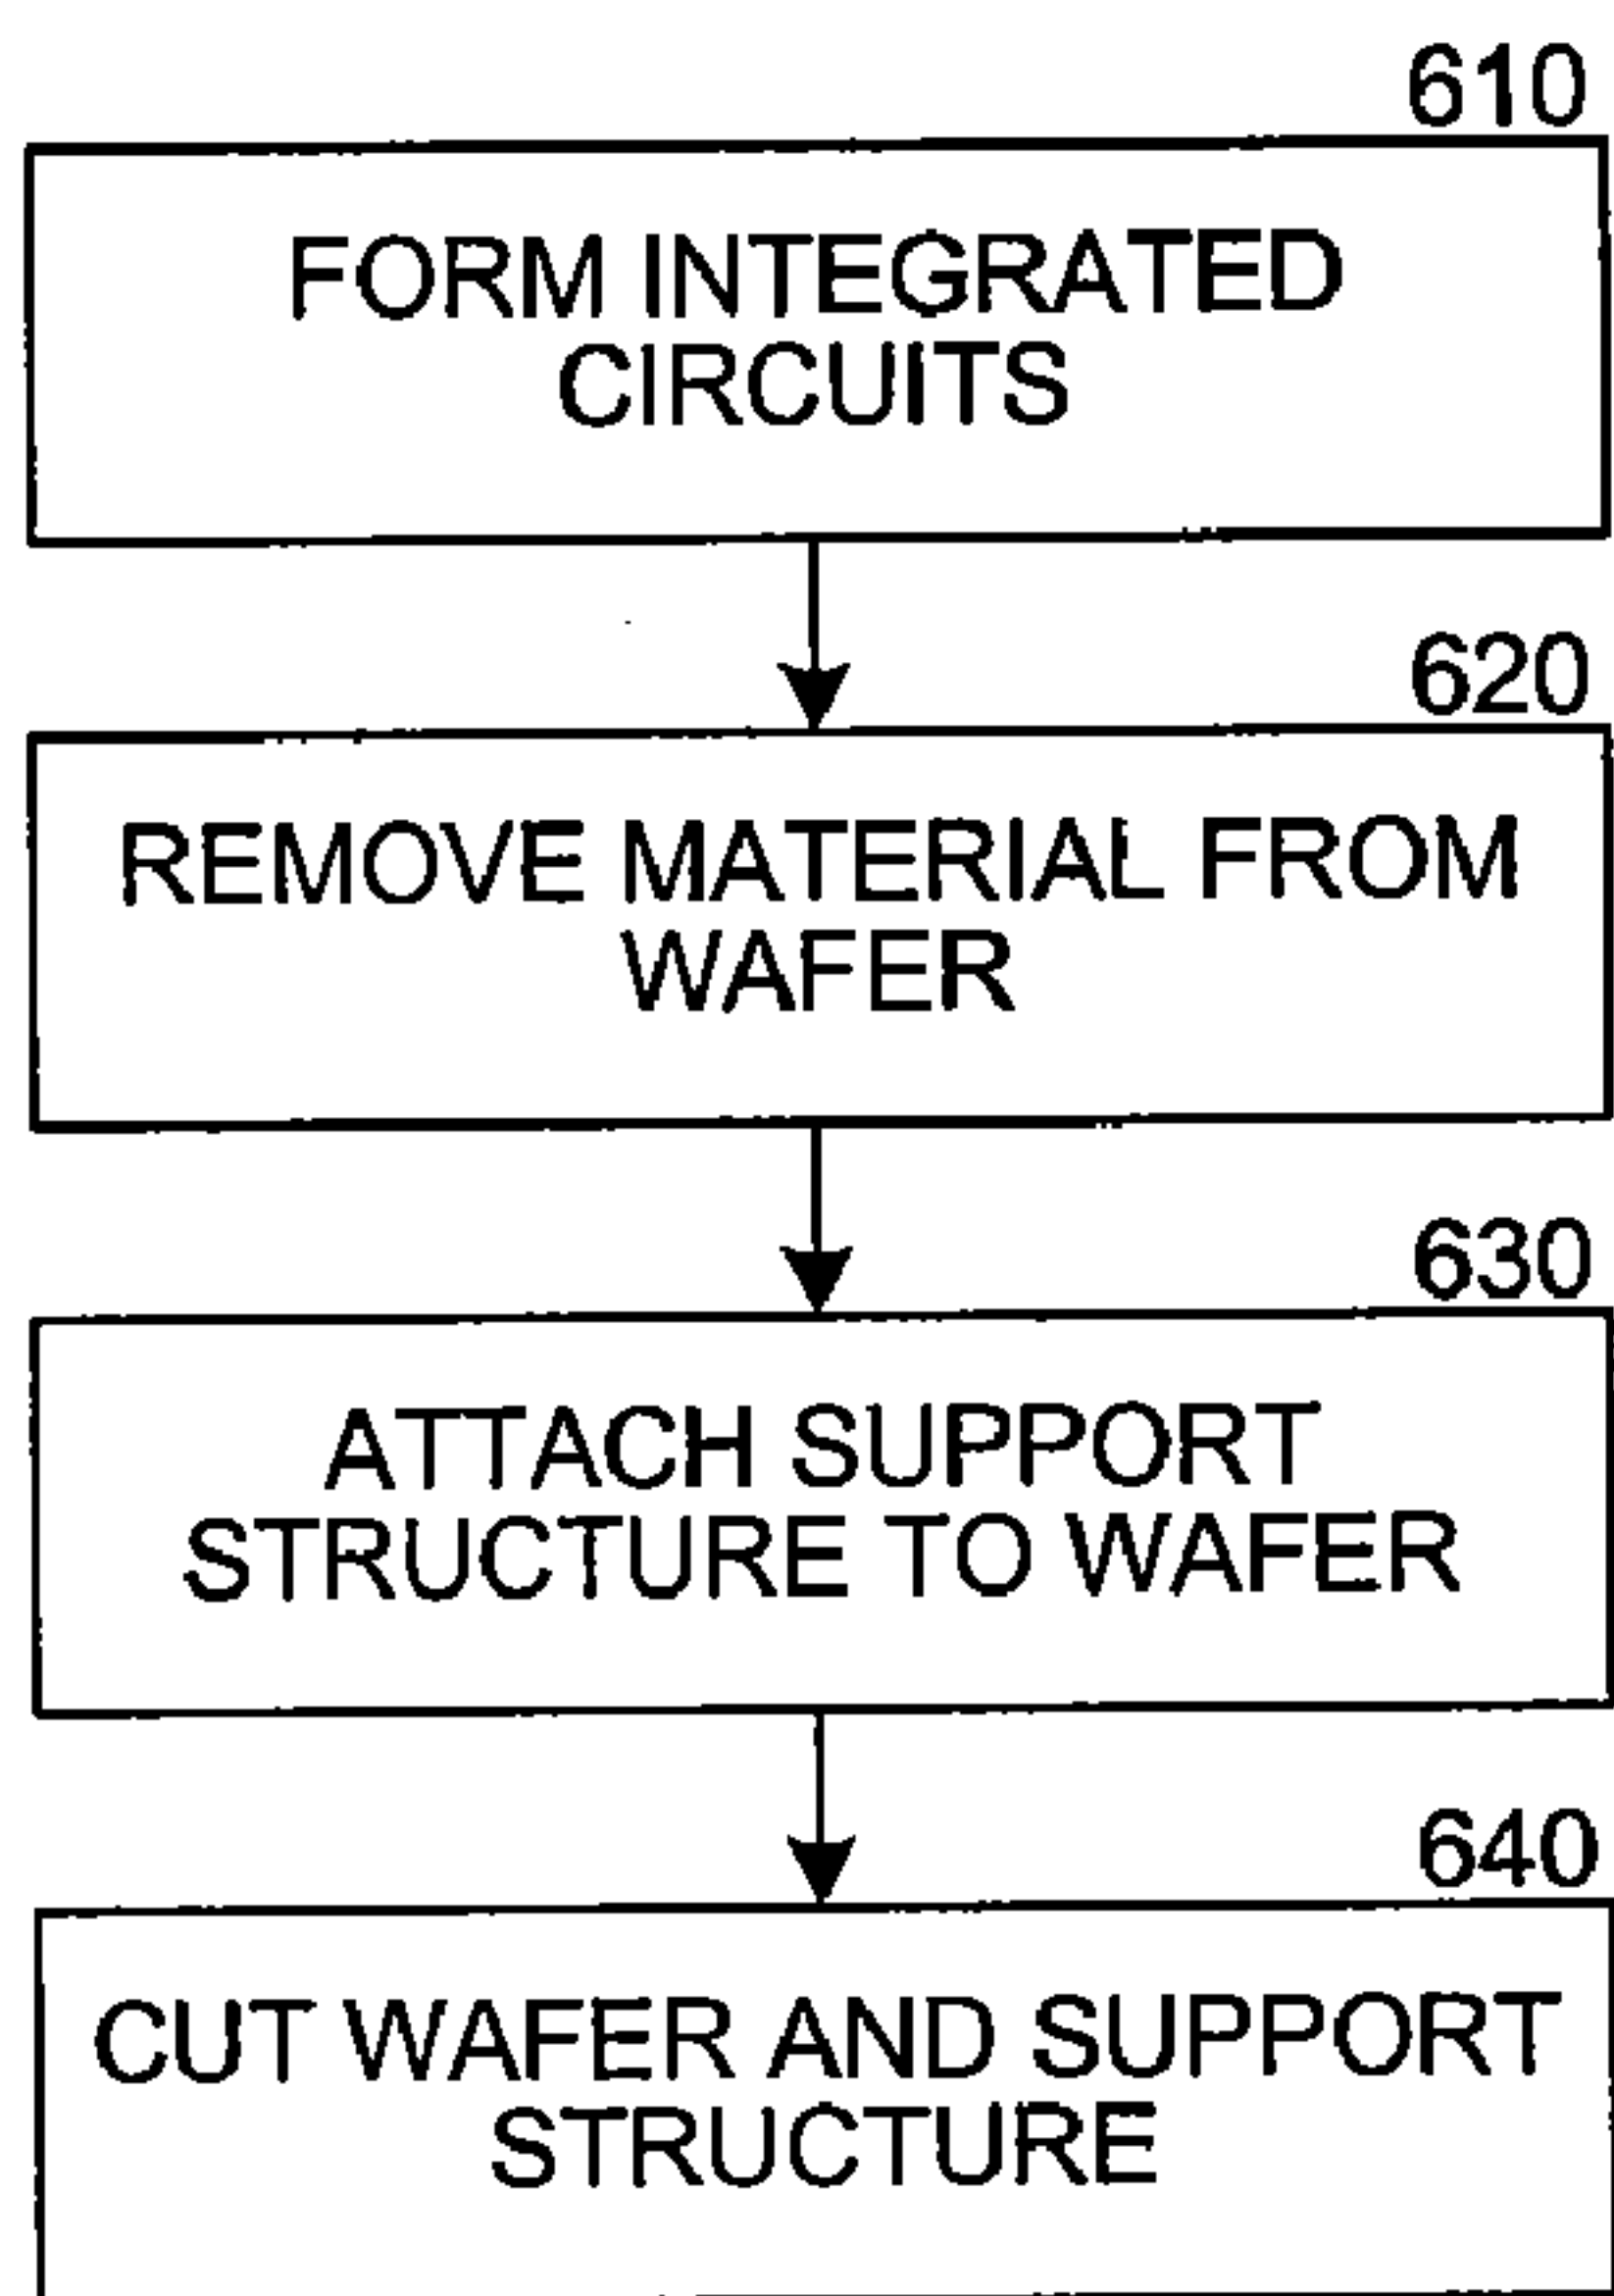 610
FORM INTEGRATED
CIRCUITS
620
REMOVE MATERIAL FROM
WAFER
630
ATTACH SUPPORT
STRUCTURE TO WAFER
640
CUT WAFER AND SUPPORT
STRUCTURE